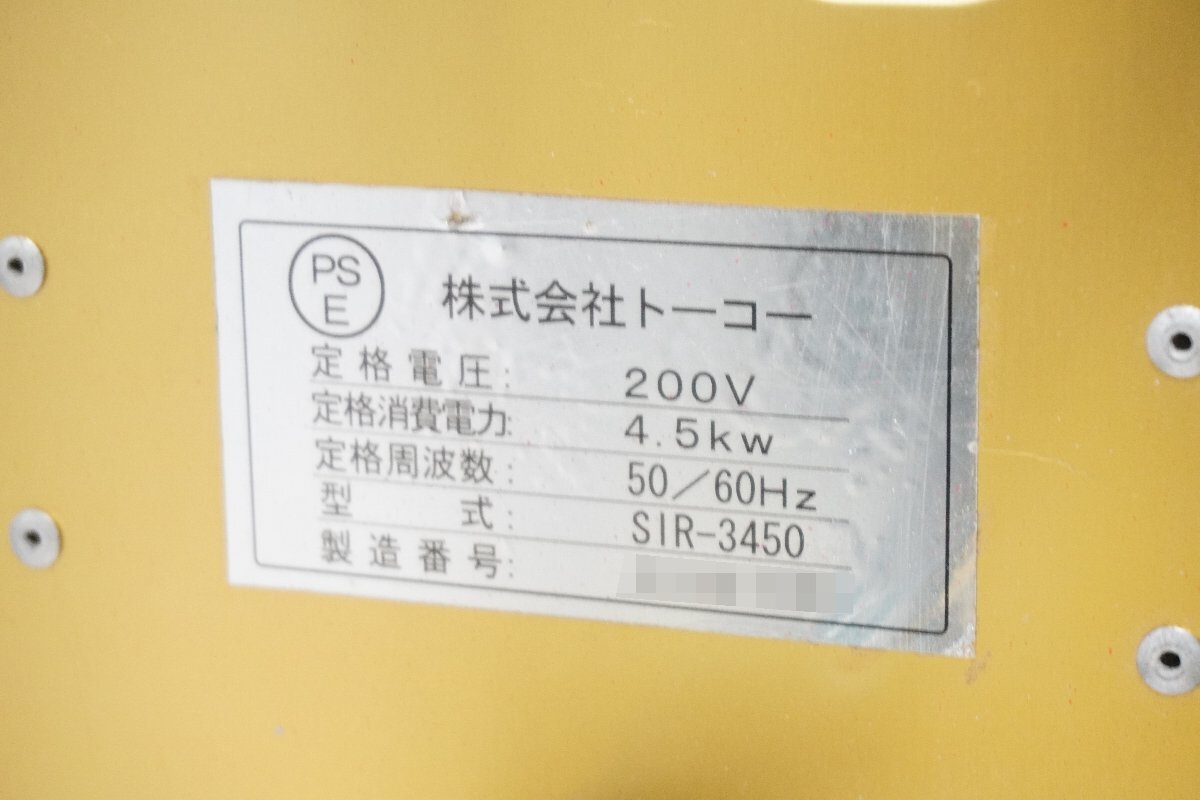 PS
E
株式会社トーコー
定格電圧: 200V
定格消費電力: 4.5kw
定格周波数: 50/60Hz
型式: SIR-3450
製造番号: